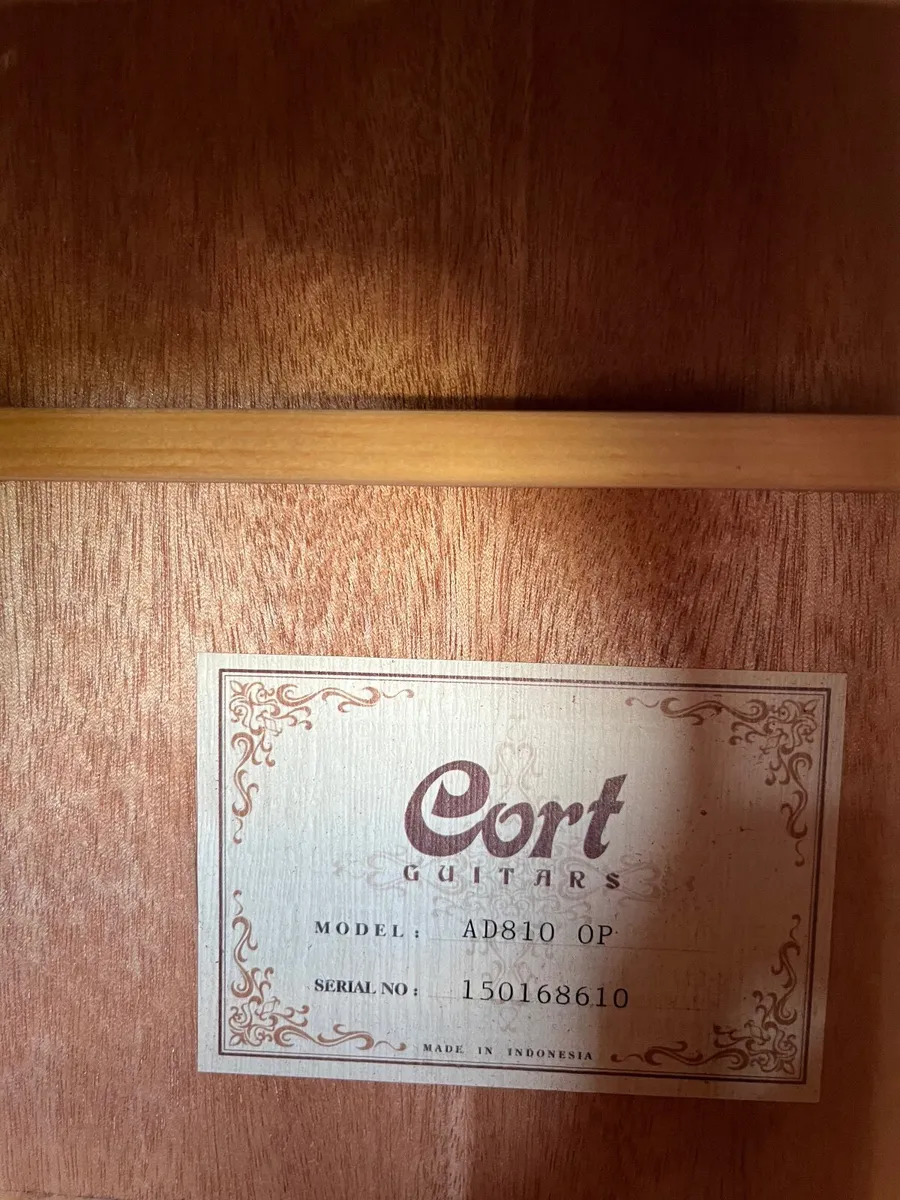 Cort
GUITARS
MODEL: AD810 OP
SERIAL NO: 150168610
MADE IN INDONESIA